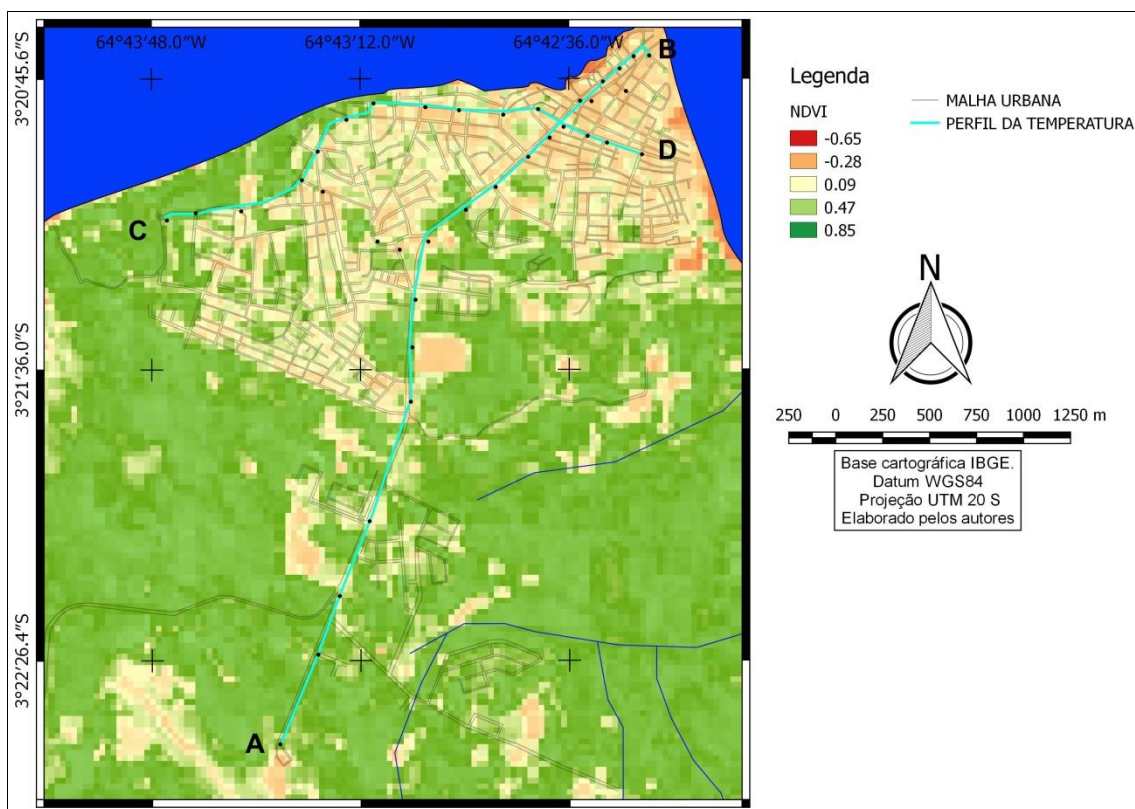 64°43′48.0″W
64°43′12.0″W
64°42′36.0″W
3°20′45.6″S
3°21′36.0″S
3°22′26.4″S
B
D
C
A
Legenda
NDVI
-0.65
-0.28
0.09
0.47
0.85
MALHA URBANA
PERFIL DA TEMPERATURA
N
250 0 250 500 750 1000 1250 m
Base cartográfica IBGE.
Datum WGS84
Projeção UTM 20 S
Elaborado pelos autores